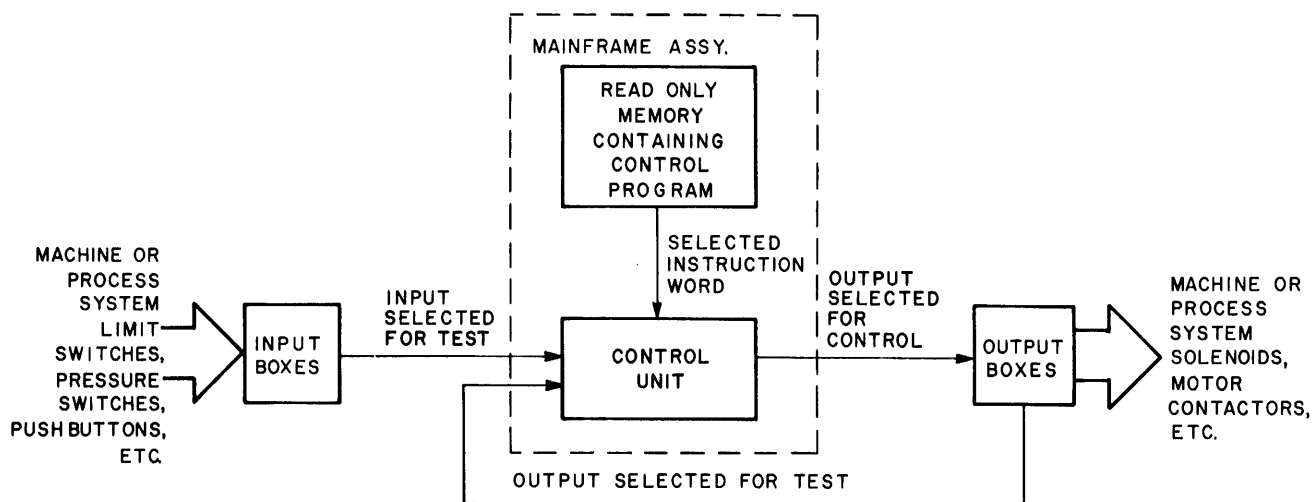 MAINFRAME ASSY.
READ ONLY
MEMORY
CONTAINING
CONTROL
PROGRAM
SELECTED
INSTRUCTION
WORD
MACHINE OR
PROCESS
SYSTEM
LIMIT
SWITCHES,
PRESSURE
SWITCHES,
PUSHBUTTONS,
ETC.
INPUT
BOXES
INPUT
SELECTED
FOR TEST
CONTROL
UNIT
OUTPUT
SELECTED
FOR
CONTROL
OUTPUT
BOXES
MACHINE OR
PROCESS
SYSTEM
SOLENOIDS,
MOTOR
CONTACTORS,
ETC.
OUTPUT SELECTED FOR TEST